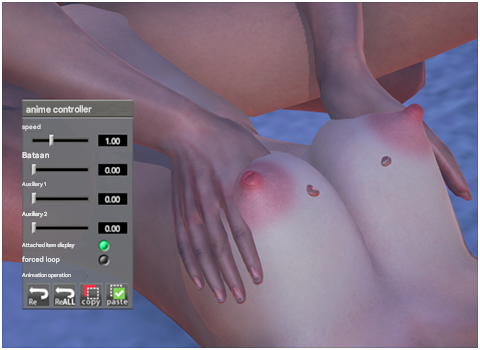 anime controller
speed
1.00
Bataan
0.00
Auxiliary 1
0.00
Auxiliary 2
0.00
Attached item display
forced loop
Animation operation
Re ReALL copy paste